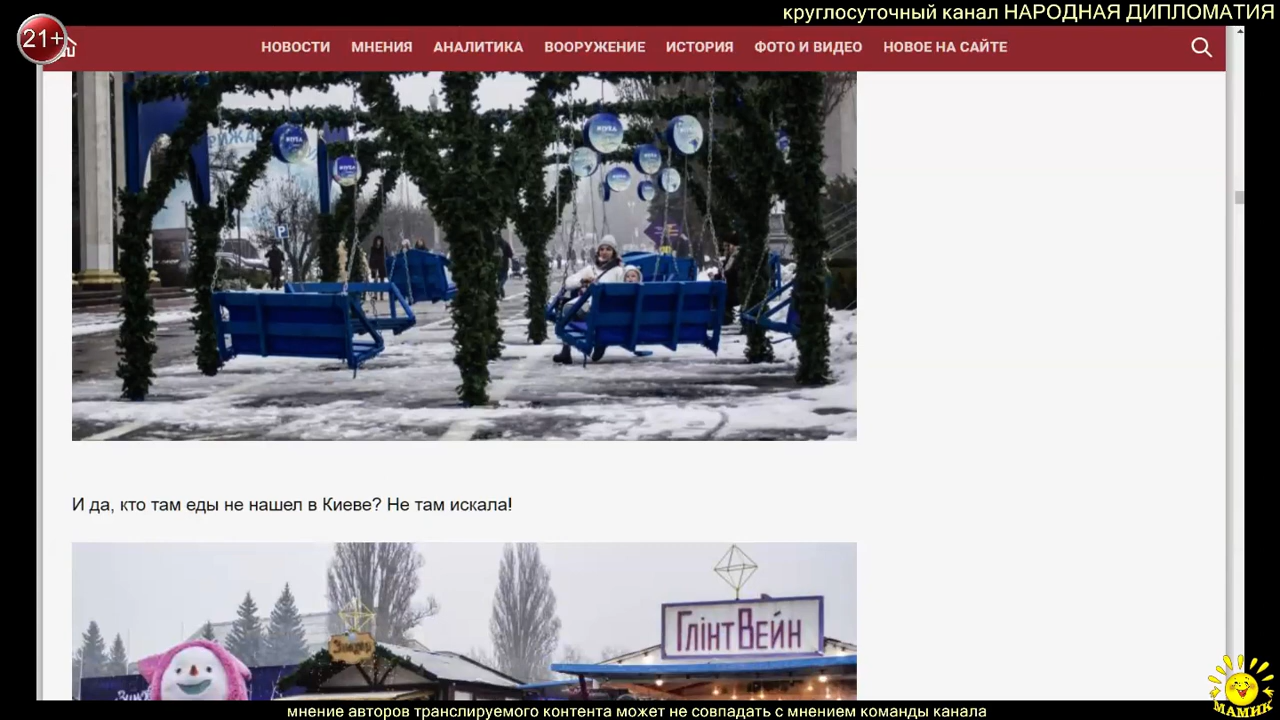 круглосуточный канал НАРОДНАЯ ДИПЛОМАТИЯ
21+
НОВОСТИ МНЕНИЯ АНАЛИТИКА ВООРУЖЕНИЕ ИСТОРИЯ ФОТО И ВИДЕО НОВОЕ НА САЙТЕ
NIVEA
P
И да, кто там еды не нашел в Киеве? Не там искала!
ГлінтВейн
МАМИК
мнение авторов транслируемого контента может не совпадать с мнением команды канала